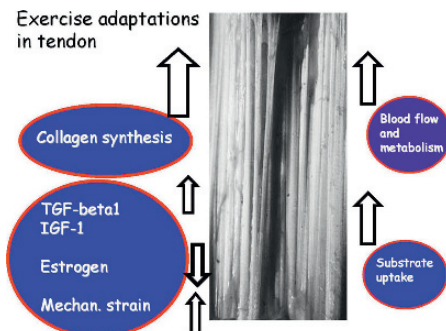 Exercise adaptations
in tendon
Collagen synthesis
TGF-beta1
IGF-1
Estrogen
Mechan. strain
Blood flow
and
metabolism
Substrate
uptake